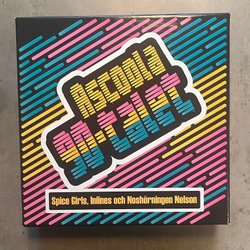 Ascoola
90-talet
Spice Girls, Inlines och Noshörningen Nelson